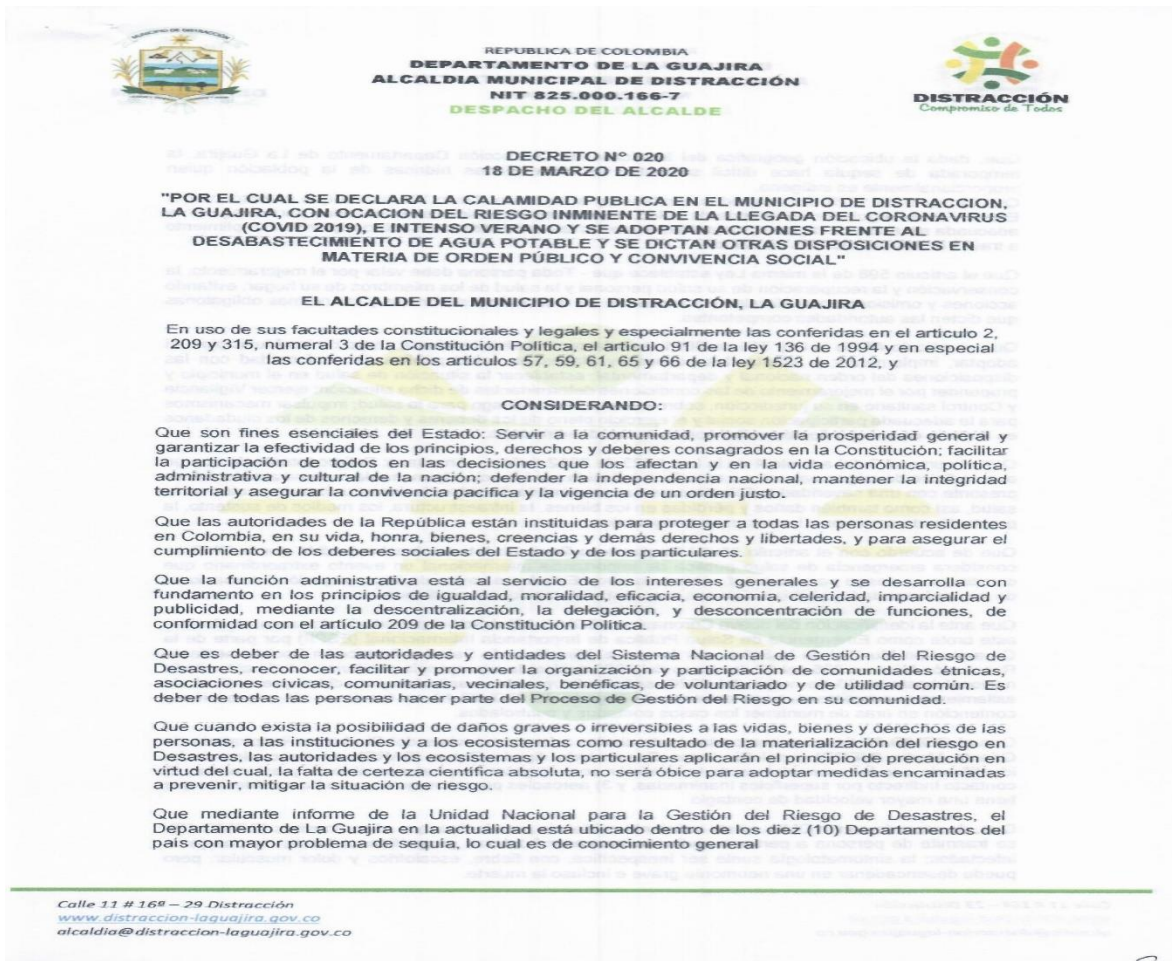 MUNICIPIO DE DISTRACCIÓN
REPUBLICA DE COLOMBIA
DEPARTAMENTO DE LA GUAJIRA
ALCALDIA MUNICIPAL DE DISTRACCIÓN
NIT 825.000.166-7
DESPACHO DEL ALCALDE
DISTRACCIÓN
Compromiso de Todos
DECRETO N° 020
18 DE MARZO DE 2020
"POR EL CUAL SE DECLARA LA CALAMIDAD PUBLICA EN EL MUNICIPIO DE DISTRACCION,
LA GUAJIRA, CON OCACION DEL RIESGO INMINENTE DE LA LLEGADA DEL CORONAVIRUS
(COVID 2019), E INTENSO VERANO Y SE ADOPTAN ACCIONES FRENTE AL
DESABASTECIMIENTO DE AGUA POTABLE Y SE DICTAN OTRAS DISPOSICIONES EN
MATERIA DE ORDEN PÚBLICO Y CONVIVENCIA SOCIAL"
EL ALCALDE DEL MUNICIPIO DE DISTRACCIÓN, LA GUAJIRA
En uso de sus facultades constitucionales y legales y especialmente las conferidas en el artículo 2,
209 y 315, numeral 3 de la Constitución Política, el articulo 91 de la ley 136 de 1994 y en especial
las conferidas en los articulos 57, 59, 61, 65 y 66 de la ley 1523 de 2012, y
CONSIDERANDO:
Que son fines esenciales del Estado: Servir a la comunidad, promover la prosperidad general y
garantizar la efectividad de los principios, derechos y deberes consagrados en la Constitución; facilitar
la participación de todos en las decisiones que los afectan y en la vida económica, política,
administrativa y cultural de la nación; defender la independencia nacional, mantener la integridad
territorial y asegurar la convivencia pacífica y la vigencia de un orden justo.
Que las autoridades de la República están instituidas para proteger a todas las personas residentes
en Colombia, en su vida, honra, bienes, creencias y demás derechos y libertades, y para asegurar el
cumplimiento de los deberes sociales del Estado y de los particulares.
Que la función administrativa está al servicio de los intereses generales y se desarrolla con
fundamento en los principios de igualdad, moralidad, eficacia, economía, celeridad, imparcialidad y
publicidad, mediante la descentralización, la delegación, y desconcentración de funciones, de
conformidad con el artículo 209 de la Constitución Política.
Que es deber de las autoridades y entidades del Sistema Nacional de Gestión del Riesgo de
Desastres, reconocer, facilitar y promover la organización y participación de comunidades étnicas,
asociaciones cívicas, comunitarias, vecinales, benéficas, de voluntariado y de utilidad común. Es
deber de todas las personas hacer parte del Proceso de Gestión del Riesgo en su comunidad.
Que cuando exista la posibilidad de daños graves o irreversibles a las vidas, bienes y derechos de las
personas, a las instituciones y a los ecosistemas como resultado de la materialización del riesgo en
Desastres, las autoridades y los ecosistemas y los particulares aplicarán el principio de precaución en
virtud del cual, la falta de certeza científica absoluta, no será óbice para adoptar medidas encaminadas
a prevenir, mitigar la situación de riesgo.
Que mediante informe de la Unidad Nacional para la Gestión del Riesgo de Desastres, el
Departamento de La Guajira en la actualidad está ubicado dentro de los diez (10) Departamentos del
país con mayor problema de sequía, lo cual es de conocimiento general
Calle 11 # 16ª – 29 Distracción
www.distraccion-laguajira.gov.co
alcaldia@distraccion-laguajira.gov.co